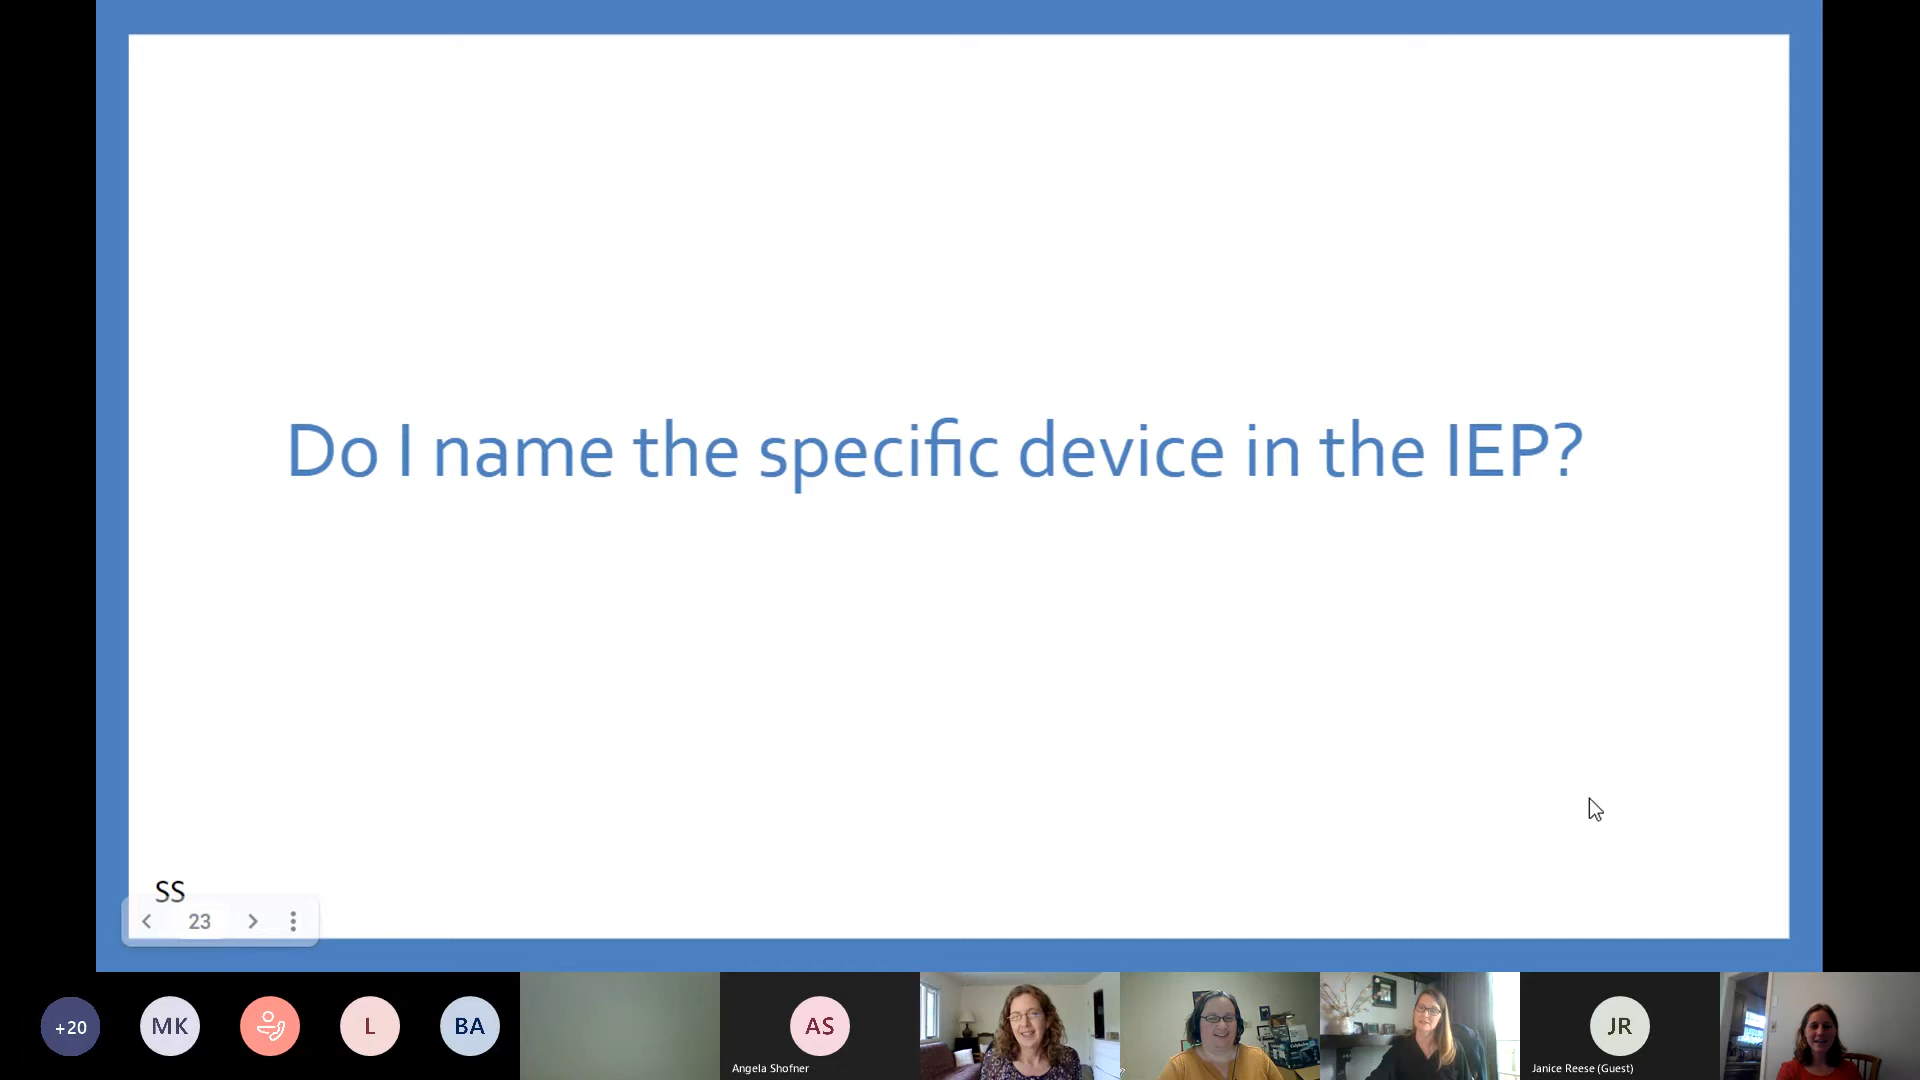 Do I name the specific device in the IEP?
SS
23
+20
MK
L
BA
AS
Angela Shofner
JR
Janice Reese (Guest)